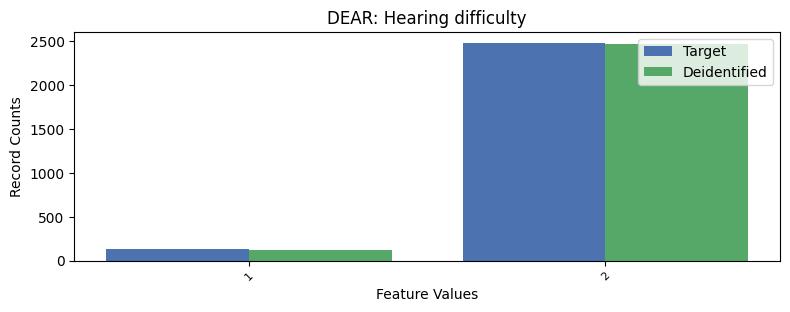 DEAR: Hearing difficulty
Target
Deidentified
2500
2000
1500
1000
500
0
Record Counts
1
2
Feature Values